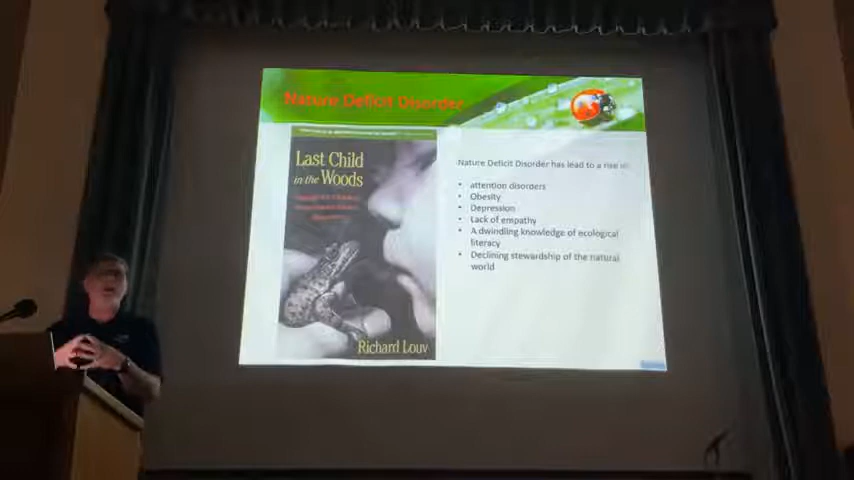 Nature Deficit Disorder
Last Child
in the Woods
Richard Louv
Nature Deficit Disorder has lead to a rise in
• attention disorders
• Obesity
• Depression
• Lack of empathy
• A dwindling knowledge of ecological
literacy
• Declining stewardship of the natural
world